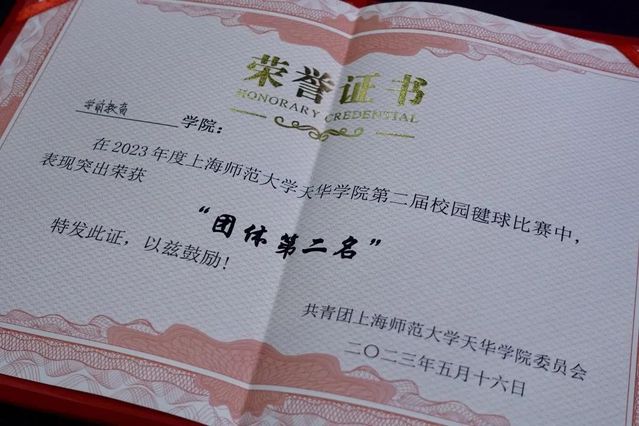 荣誉证书
HONORARY CREDENTIAL
学前教育学院：
在2023年度上海师范大学天华学院第二届校园毽球比赛中，
表现突出荣获
“团体第二名”
特发此证，以兹鼓励！
共青团上海师范大学天华学院委员会
二〇二三年五月十六日